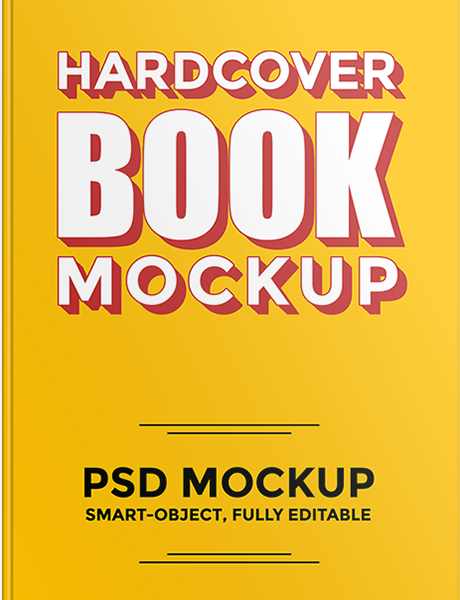 HARDCOVER
BOOK
MOCKUP
PSD MOCKUP
SMART-OBJECT, FULLY EDITABLE